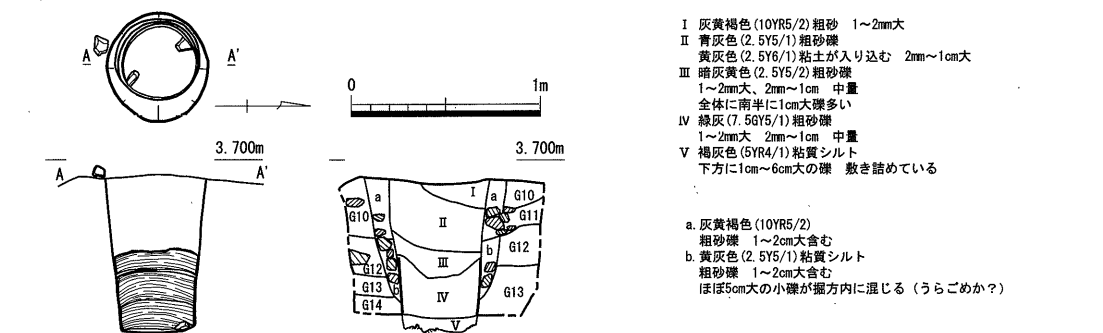 A A'
0 1m
3.700m
A A'
3.700m
Ⅰ
a a
G10 G10
G11
Ⅱ
b G12
Ⅲ
G12
G13 b Ⅳ G13
G14
Ⅴ
Ⅰ 灰黄褐色(10YR5/2)粗砂 1～2mm大
Ⅱ 青灰色(2.5Y5/1)粗砂礫
黄灰色(2.5Y6/1)粘土が入り込む 2mm～1cm大
Ⅲ 暗灰黄色(2.5Y5/2)粗砂礫
1～2mm大、2mm～1cm 中量
全体に南半に1cm大礫多い
Ⅳ 緑灰(7.5GY5/1)粗砂礫
1～2mm大 2mm～1cm 中量
Ⅴ 褐灰色(5YR4/1)粘質シルト
下方に1cm～6cm大の礫 敷き詰めている
a.灰黄褐色(10YR5/2)
粗砂礫 1～2cm大含む
b.黄灰色(2.5Y5/1)粘質シルト
粗砂礫 1～2cm大含む
ほぼ5cm大の小礫が掘方内に混じる（うらごめか？）